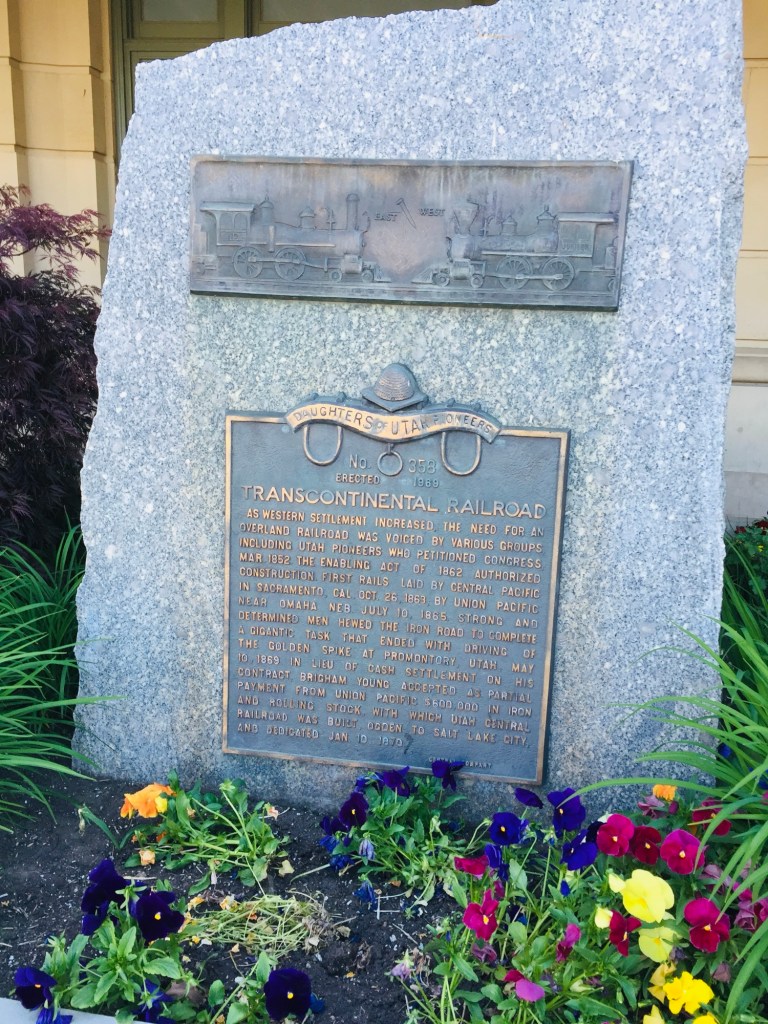 EAST WEST
DAUGHTERS OF UTAH PIONEERS
No. 358
ERECTED 1969
TRANSCONTINENTAL RAILROAD
AS WESTERN SETTLEMENT INCREASED, THE NEED FOR AN
OVERLAND RAILROAD WAS VOICED BY VARIOUS GROUPS
INCLUDING UTAH PIONEERS WHO PETITIONED CONGRESS
MAR. 1852. THE ENABLING ACT OF 1862 AUTHORIZED
CONSTRUCTION. FIRST RAILS LAID BY CENTRAL PACIFIC
IN SACRAMENTO, CAL. OCT. 26, 1863, BY UNION PACIFIC
NEAR OMAHA NEB. JULY 10, 1865. STRONG AND
DETERMINED MEN HEWED THE IRON ROAD TO COMPLETE
A GIGANTIC TASK THAT ENDED WITH DRIVING OF
THE GOLDEN SPIKE AT PROMONTORY, UTAH, MAY
10, 1869. IN LIEU OF CASH SETTLEMENT ON HIS
CONTRACT, BRIGHAM YOUNG ACCEPTED AS PARTIAL
PAYMENT FROM UNION PACIFIC $600,000 IN IRON
AND ROLLING STOCK WITH WHICH UTAH CENTRAL
RAILROAD WAS BUILT, OGDEN TO SALT LAKE CITY,
AND DEDICATED JAN. 10, 1870.
COMPANY